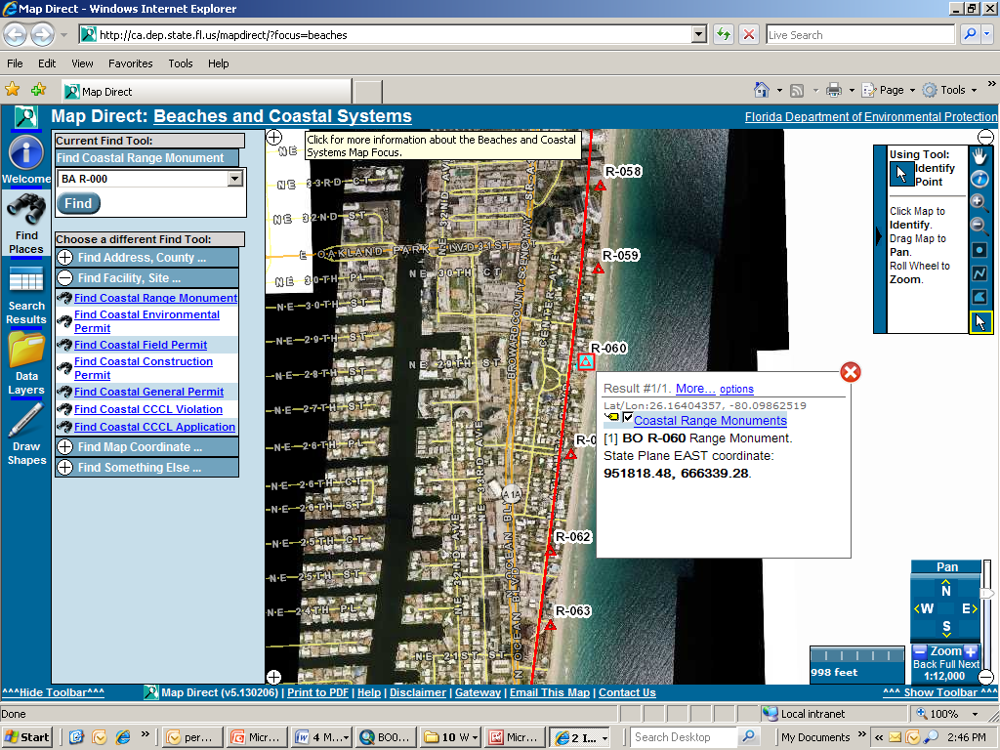 Map Direct - Windows Internet Explorer
http://ca.dep.state.fl.us/mapdirect/?focus=beaches
Live Search
File Edit View Favorites Tools Help
Map Direct
Page Tools »
Map Direct: Beaches and Coastal Systems
Florida Department of Environmental Protection
Welcome
Find Places
Search Results
Data Layers
Draw Shapes
Current Find Tool:
Find Coastal Range Monument
BA R-000
Find
Choose a different Find Tool:
Find Address, County ...
Find Facility, Site ...
Find Coastal Range Monument
Find Coastal Environmental
Permit
Find Coastal Field Permit
Find Coastal Construction
Permit
Find Coastal General Permit
Find Coastal CCCL Violation
Find Coastal CCCL Application
Find Map Coordinate ...
Find Something Else ...
Click for more information about the Beaches and Coastal
Systems Map Focus.
NE
NE 33RD CT
NE 33RD ST
NE 32ND ST
E OAKLAND PARK BLVD
31ST
NE 30TH CT
NE 30TH PL
NE 30TH ST
NE 29TH ST
NE 29TH ST
NE 28TH ST
NE 27TH ST
NE 26TH CT
NE 26TH ST
NE 25TH CT
NE 25TH ST
NE 24TH PL
NE 21ST ST
NE 32ND AVE
NE 33RD AVE
CENTER AVE
N OCEAN BLVD
A 1A
R-058
R-059
R-060
R-0
R-062
R-063
Result #1/1. More... options
Lat/Lon:26.16404357, -80.09862519
Coastal Range Monuments
[1] BO R-060 Range Monument.
State Plane EAST coordinate:
951818.48, 666339.28.
Using Tool:
Identify
Point
Click Map to
Identify.
Drag Map to
Pan.
Roll Wheel to
Zoom.
Pan
N
W E
S
Zoom
Back Full Next
1:12,000
998 feet
^^^Hide Toolbar^^^
Map Direct (v5.130206) | Print to PDF | Help | Disclaimer | Gateway | Email This Map | Contact Us
^^^ Show Toolbar ^^^
Done
Local intranet
100%
Start
»
per...
Micr...
4 M...
BO0...
10 W
Micr...
2 I...
Search Desktop
My Documents »
«
2:46 PM